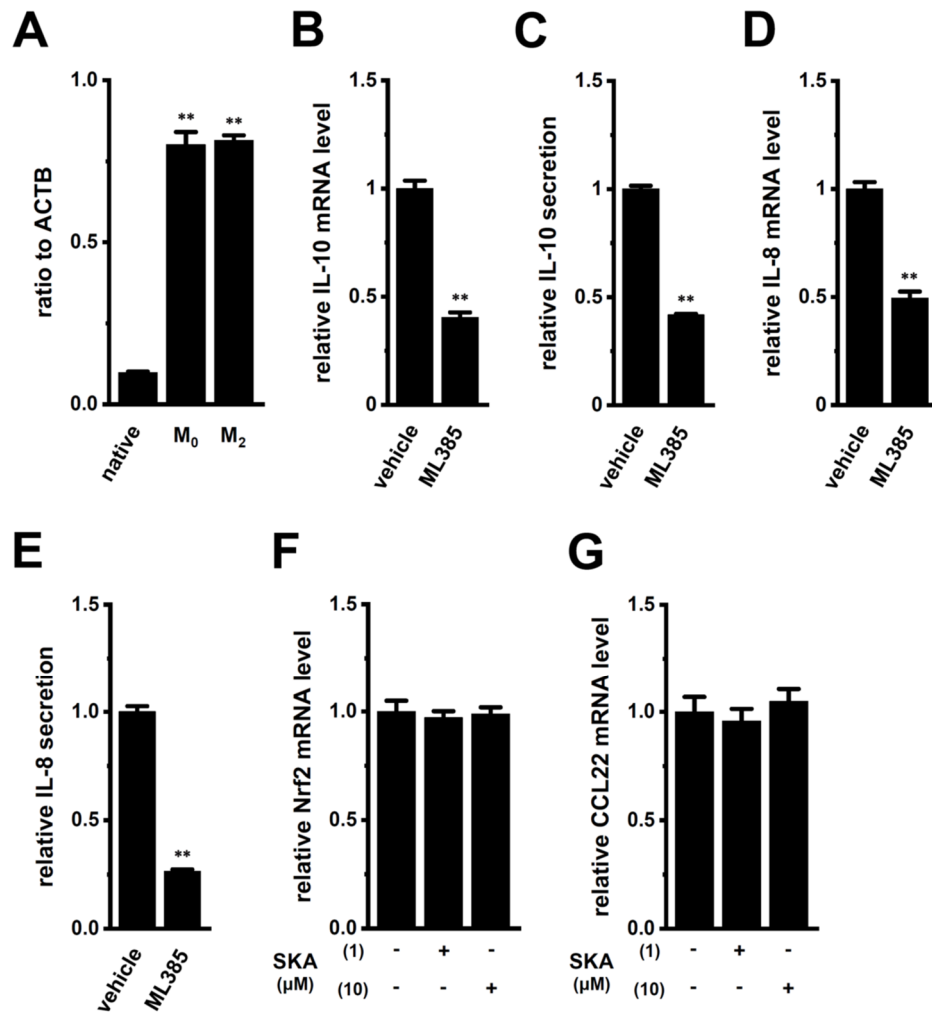 A
ratio to ACTB
1.0
0.5
0.0
**
**
native
M0
M2
B
relative IL-10 mRNA level
1.5
1
0.5
0
**
vehicle
ML385
C
relative IL-10 secretion
1.5
1
0.5
0
**
vehicle
ML385
D
relative IL-8 mRNA level
1.5
1
0.5
0
**
vehicle
ML385
E
relative IL-8 secretion
1.5
1.0
0.5
0.0
**
vehicle
ML385
F
relative Nrf2 mRNA level
1.5
1.0
0.5
0.0
SKA
(µM)
(1) - + -
(10) - - +
G
relative CCL22 mRNA level
1.5
1.0
0.5
0.0
SKA
(µM)
(1) - + -
(10) - - +